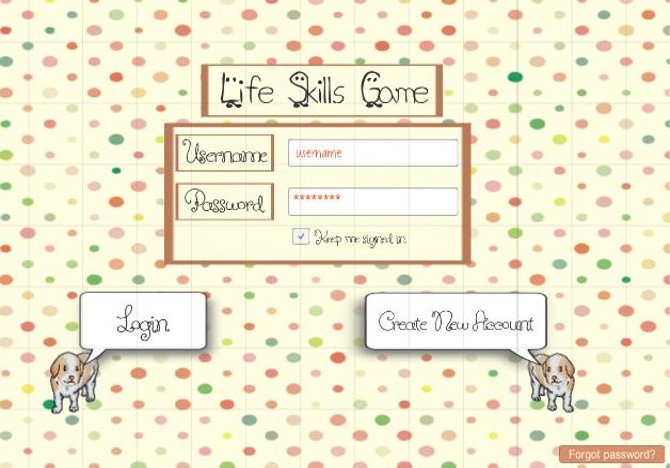 Life Skills Game
Username
username
Password
********
Keep me signed in
Login
Create New Account
Forgot password?